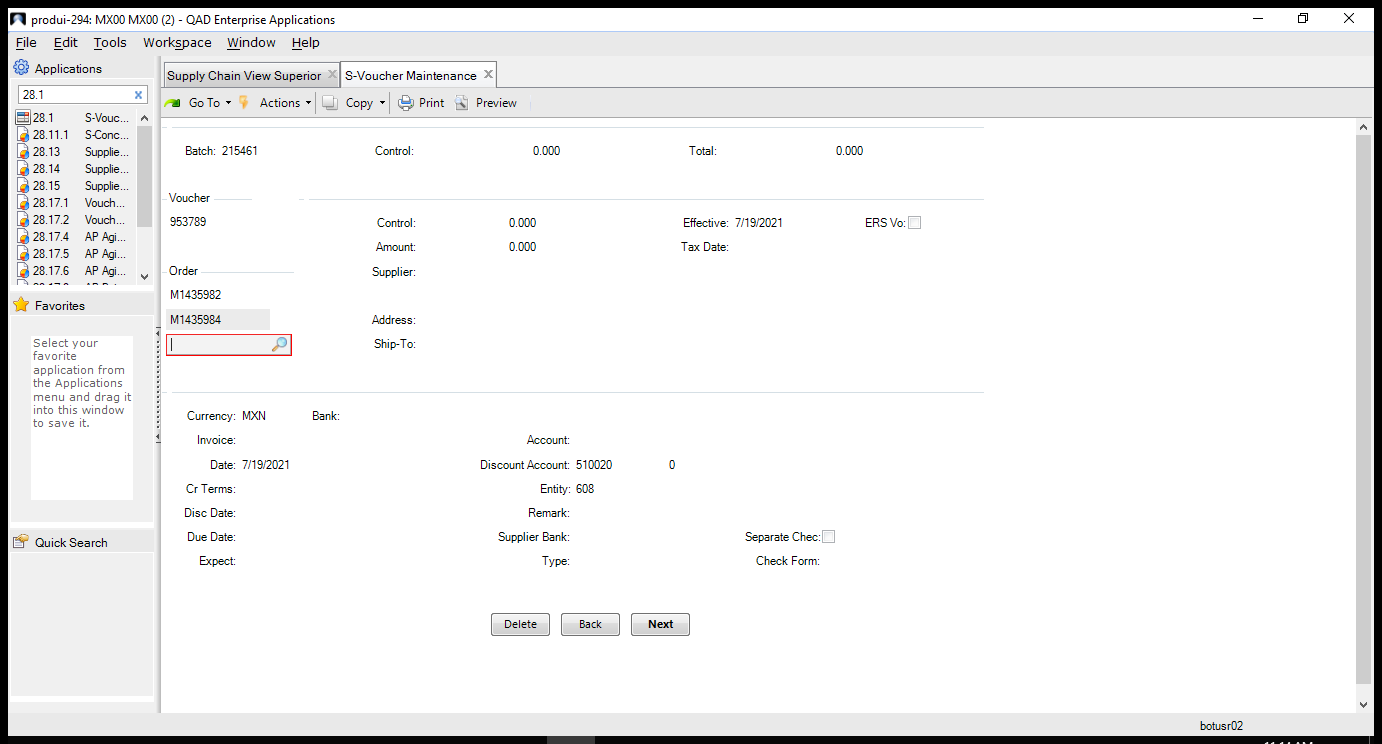 produi-294: MX00 MX00 (2) - QAD Enterprise Applications
File Edit Tools Workspace Window Help
Applications
28.1
28.1 S-Vouc...
28.11.1 S-Conc...
28.13 Supplie...
28.14 Supplie...
28.15 Supplie...
28.17.1 Vouch...
28.17.2 Vouch...
28.17.4 AP Agi...
28.17.5 AP Agi...
28.17.6 AP Agi...
Favorites
Select your
favorite
application from
the Applications
menu and drag it
into this window
to save it.
Quick Search
Supply Chain View Superior S-Voucher Maintenance
Go To Actions Copy Print Preview
Batch: 215461 Control: 0.000 Total: 0.000
Voucher
953789 Control: 0.000 Effective: 7/19/2021 ERS Vo:
Amount: 0.000 Tax Date:
Order Supplier:
M1435982
M1435984 Address:
Ship-To:
Currency: MXN Bank:
Invoice: Account:
Date: 7/19/2021 Discount Account: 510020 0
Cr Terms: Entity: 608
Disc Date: Remark:
Due Date: Supplier Bank: Separate Chec:
Expect: Type: Check Form:
Delete Back Next
botusr02